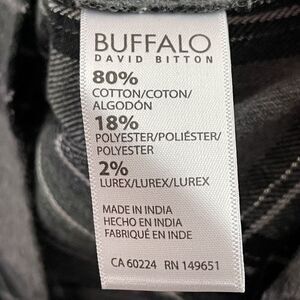 BUFFALO
DAVID BITTON
80%
COTTON/COTON/
ALGODÓN
18%
POLYESTER/POLIÉSTER/
POLYESTER
2%
LUREX/LUREX/LUREX
MADE IN INDIA
HECHO EN INDIA
FABRIQUÉ EN INDE
CA 60224 RN 149651